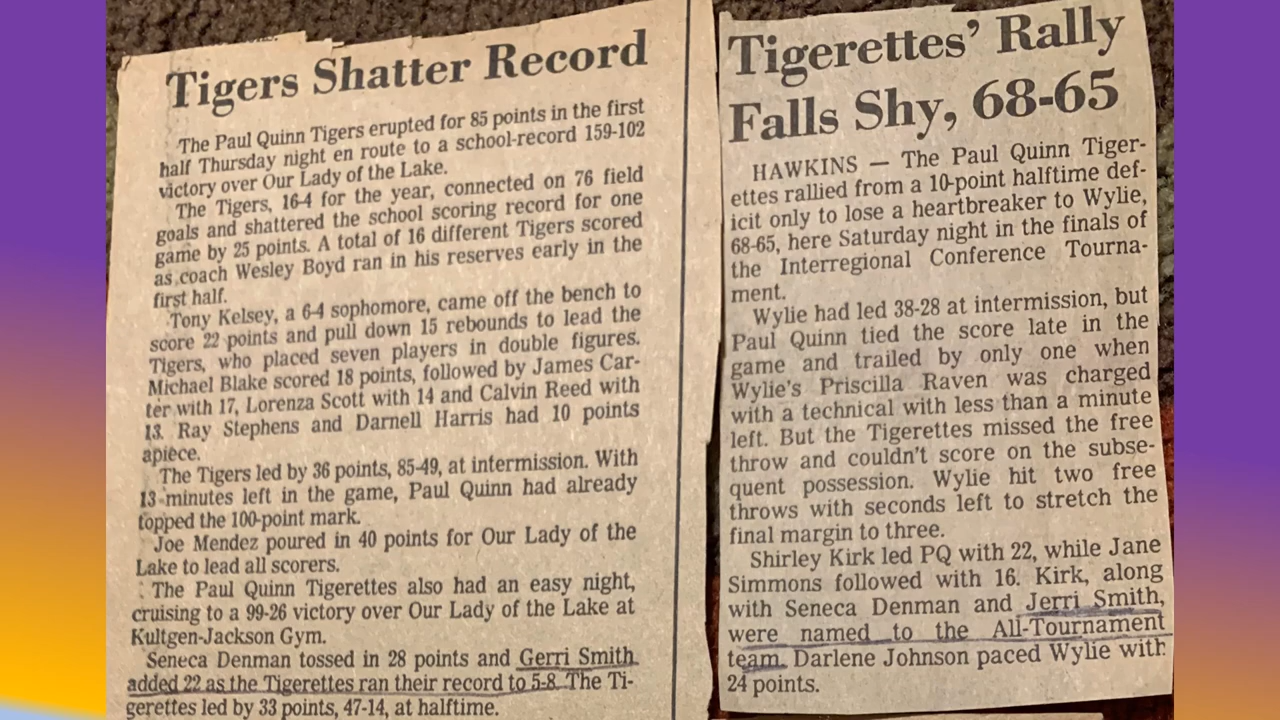 Tigers Shatter Record
The Paul Quinn Tigers erupted for 85 points in the first
half Thursday night en route to a school-record 159-102
victory over Our Lady of the Lake.
The Tigers, 16-4 for the year, connected on 76 field
goals and shattered the school scoring record for one
game by 25 points. A total of 16 different Tigers scored
as coach Wesley Boyd ran in his reserves early in the
first half.
Tony Kelsey, a 6-4 sophomore, came off the bench to
score 22 points and pull down 15 rebounds to lead the
Tigers, who placed seven players in double figures.
Michael Blake scored 18 points, followed by James Car-
ter with 17, Lorenza Scott with 14 and Calvin Reed with
13. Ray Stephens and Darnell Harris had 10 points
apiece.
The Tigers led by 36 points, 85-49, at intermission. With
13 minutes left in the game, Paul Quinn had already
topped the 100-point mark.
Joe Mendez poured in 40 points for Our Lady of the
Lake to lead all scorers.
The Paul Quinn Tigerettes also had an easy night,
cruising to a 99-26 victory over Our Lady of the Lake at
Kultgen-Jackson Gym.
Seneca Denman tossed in 28 points and Gerri Smith
added 22 as the Tigerettes ran their record to 5-8. The Ti-
gerettes led by 33 points, 47-14, at halftime.
Tigerettes' Rally
Falls Shy, 68-65
HAWKINS — The Paul Quinn Tiger-
ettes rallied from a 10-point halftime def-
icit only to lose a heartbreaker to Wylie,
68-65, here Saturday night in the finals of
the Interregional Conference Tourna-
ment.
Wylie had led 38-28 at intermission, but
Paul Quinn tied the score late in the
game and trailed by only one when
Wylie's Priscilla Raven was charged
with a technical with less than a minute
left. But the Tigerettes missed the free
throw and couldn't score on the subse-
quent possession. Wylie hit two free
throws with seconds left to stretch the
final margin to three.
Shirley Kirk led PQ with 22, while Jane
Simmons followed with 16. Kirk, along
with Seneca Denman and Jerri Smith,
were named to the All-Tournament
team. Darlene Johnson paced Wylie with
24 points.